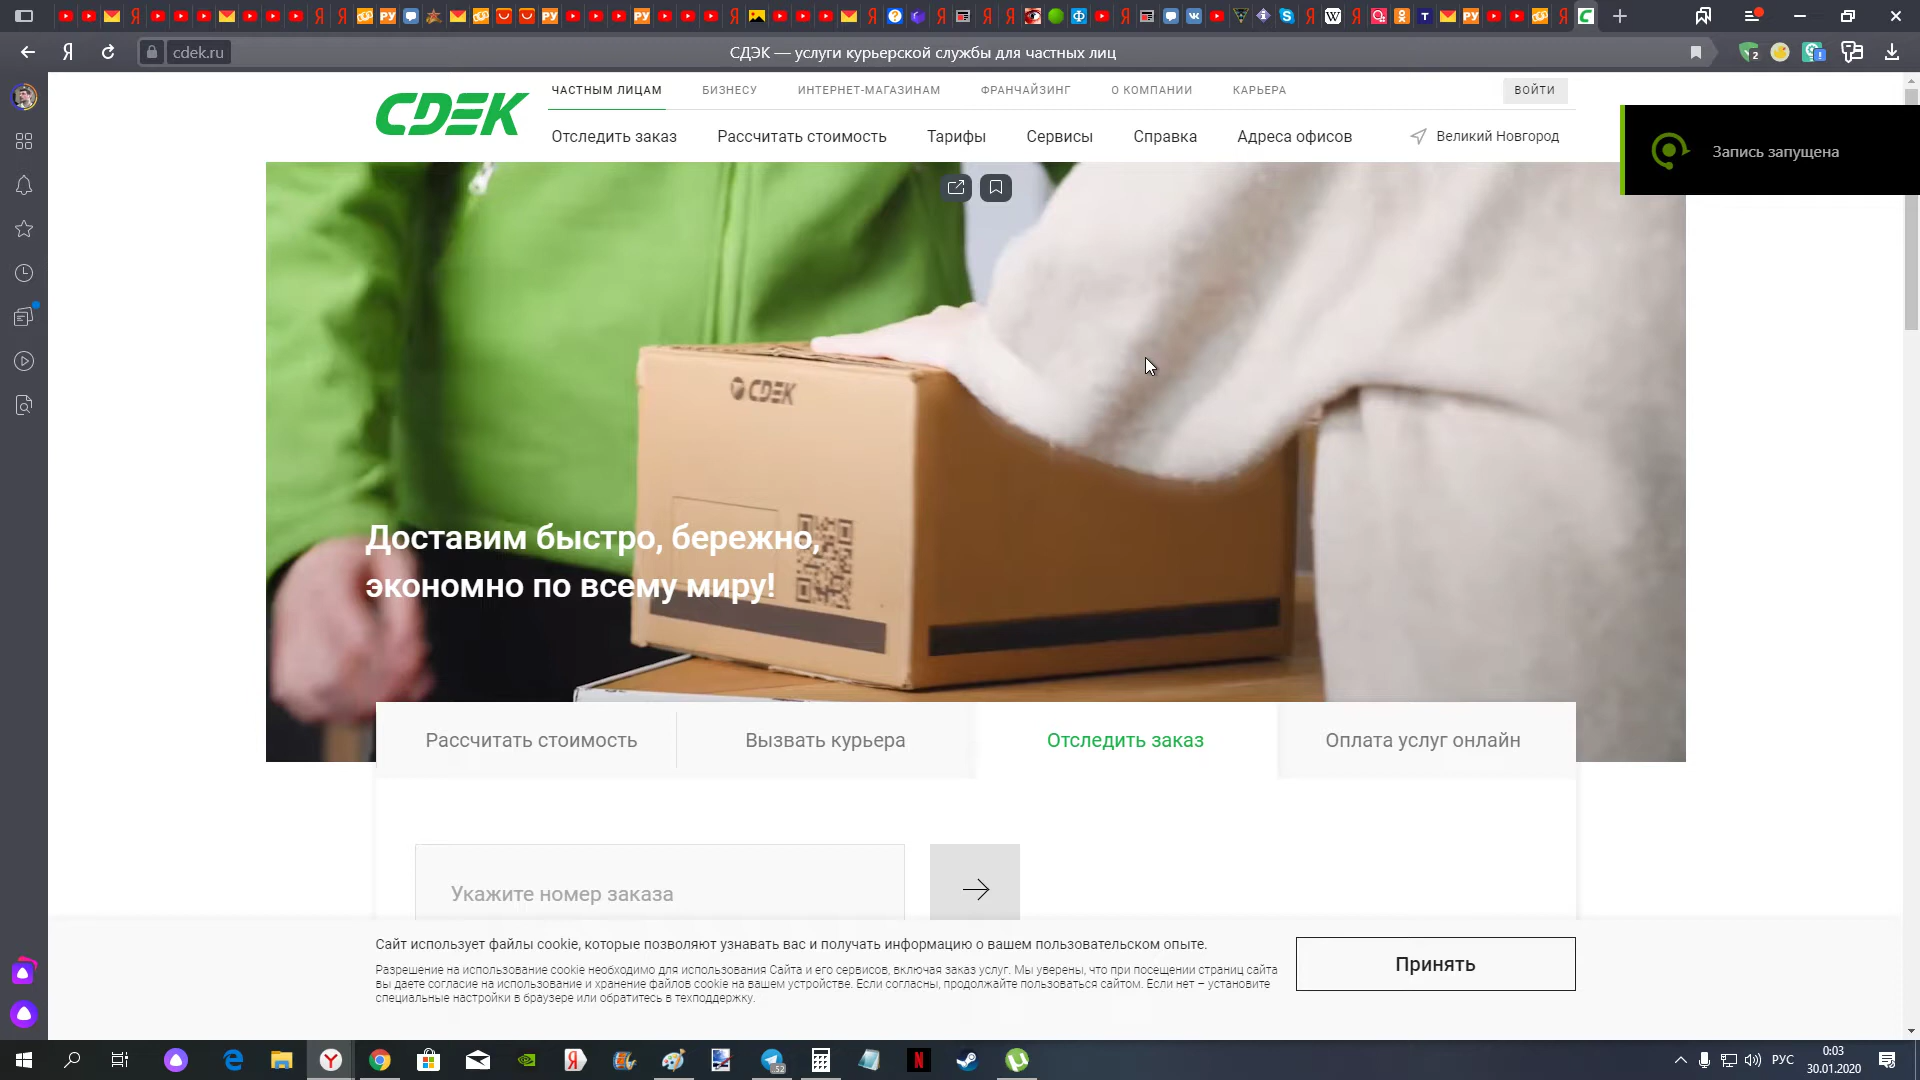 cdek.ru
СДЭК — услуги курьерской службы для частных лиц
2
CDEK
ЧАСТНЫМ ЛИЦАМ
БИЗНЕСУ
ИНТЕРНЕТ-МАГАЗИНАМ
ФРАНЧАЙЗИНГ
О КОМПАНИИ
КАРЬЕРА
ВОЙТИ
Отследить заказ
Рассчитать стоимость
Тарифы
Сервисы
Справка
Адреса офисов
Великий Новгород
Запись запущена
CDEK
Доставим быстро, бережно,
экономно по всему миру!
Рассчитать стоимость
Вызвать курьера
Отследить заказ
Оплата услуг онлайн
Укажите номер заказа
Сайт использует файлы cookie, которые позволяют узнавать вас и получать информацию о вашем пользовательском опыте.
Разрешение на использование cookie необходимо для использования Сайта и его сервисов, включая заказ услуг. Мы уверены, что при посещении страниц сайта
вы даете согласие на использование и хранение файлов cookie на вашем устройстве. Если согласны, продолжайте пользоваться сайтом. Если нет – установите
специальные настройки в браузере или обратитесь в техподдержку.
Принять
РУС
0:03
30.01.2020